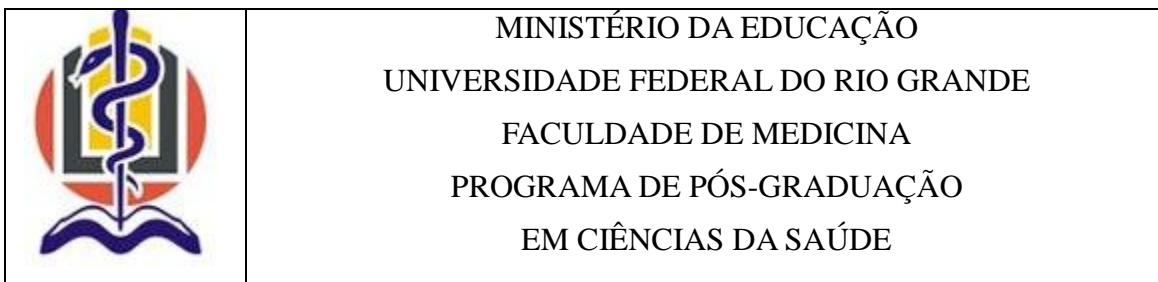 MINISTÉRIO DA EDUCAÇÃO
UNIVERSIDADE FEDERAL DO RIO GRANDE
FACULDADE DE MEDICINA
PROGRAMA DE PÓS-GRADUAÇÃO
EM CIÊNCIAS DA SAÚDE